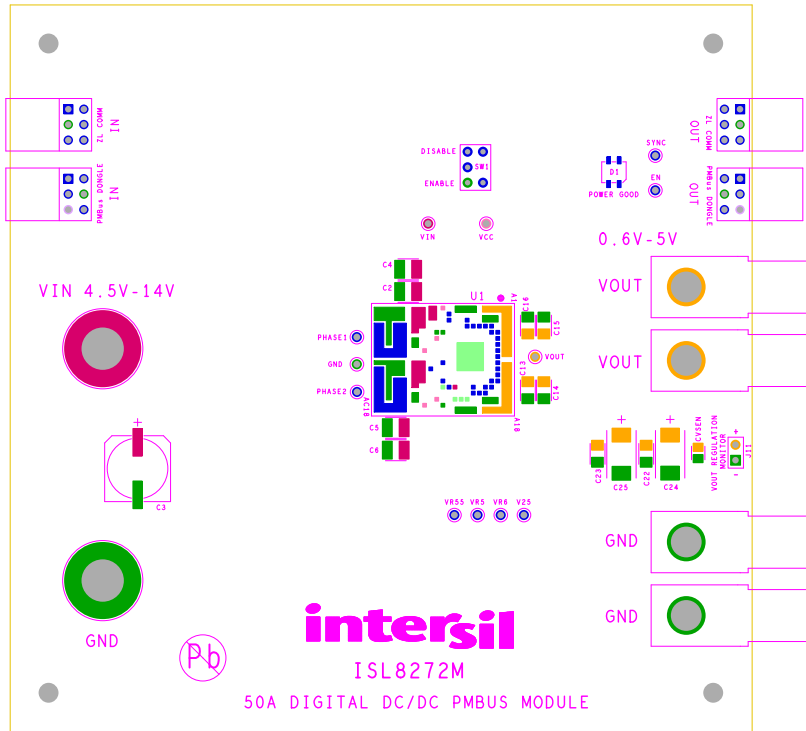 ZL COMM
IN
PMBus DONGLE
IN
DISABLE
SW1
ENABLE
VIN
VCC
SYNC
D1
EN
POWER GOOD
OUT
ZL COMM
OUT
PMBus DONGLE
0.6V-5V
VIN 4.5V-14V
VOUT
VOUT
C4
C2
U1
A1
C16
C15
PHASE1
GND
PHASE2
VOUT
C13
C14
AC18
A18
C5
C6
+
C3
+
+
C23
C25
C22
C24
CVSEN
VOUT REGULATION
MONITOR
+
J11
-
VR55
VR5
VR6
V25
GND
GND
GND
Pb
intersil
ISL8272M
50A DIGITAL DC/DC PMBUS MODULE